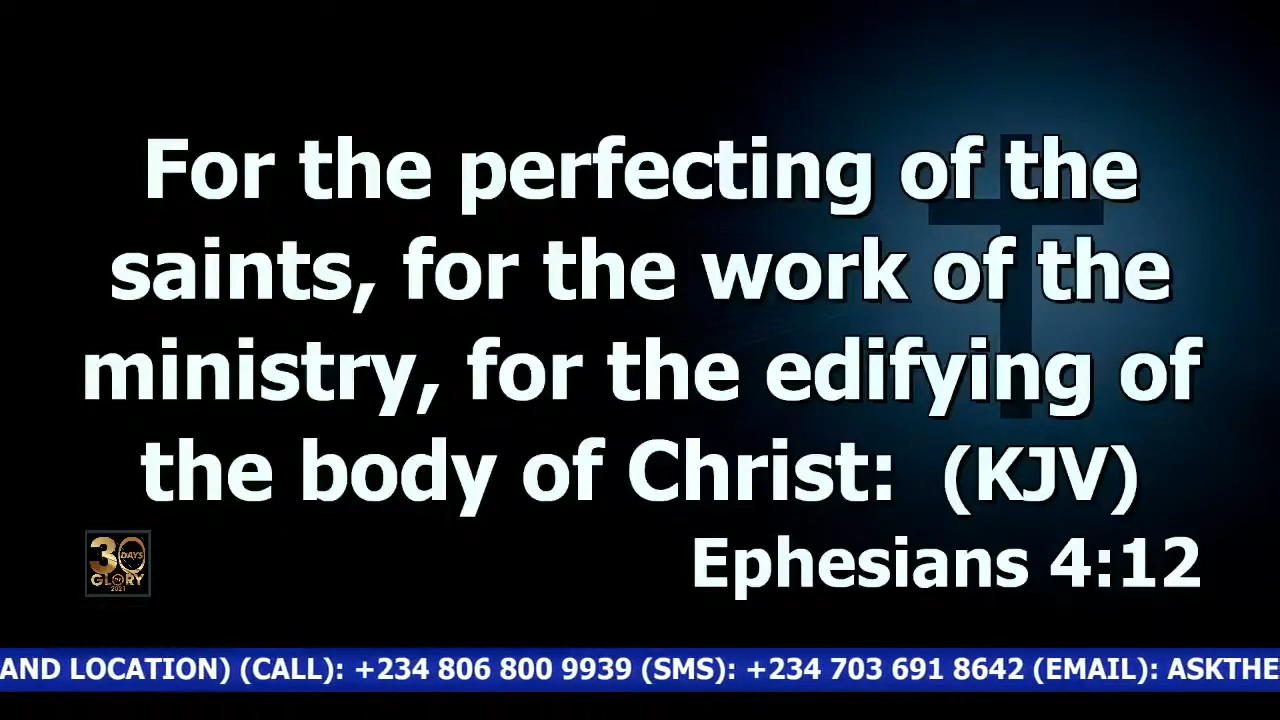 For the perfecting of the
saints, for the work of the
ministry, for the edifying of
the body of Christ: (KJV)
Ephesians 4:12
30 DAYS
OF
GLORY
2021
AND LOCATION) (CALL): +234 806 800 9939 (SMS): +234 703 691 8642 (EMAIL): ASKTHE